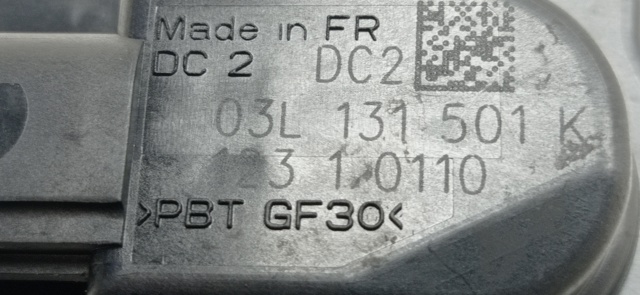 Made in FR
DC 2 DC2
03L 131 501 K
123 1 0110
>PBT GF30<